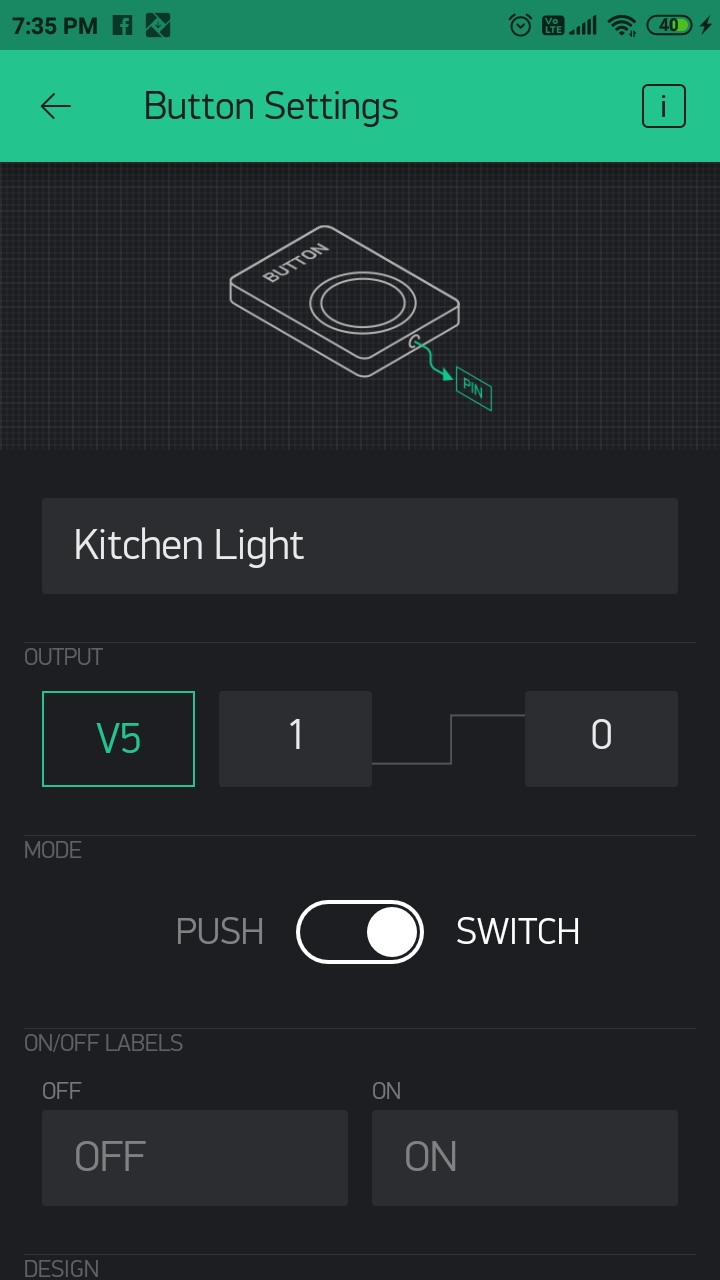 7:35 PM Vo LTE 40
Button Settings i
BUTTON
PIN
Kitchen Light
OUTPUT
V5 1 0
MODE
PUSH SWITCH
ON/OFF LABELS
OFF ON
OFF ON
DESIGN